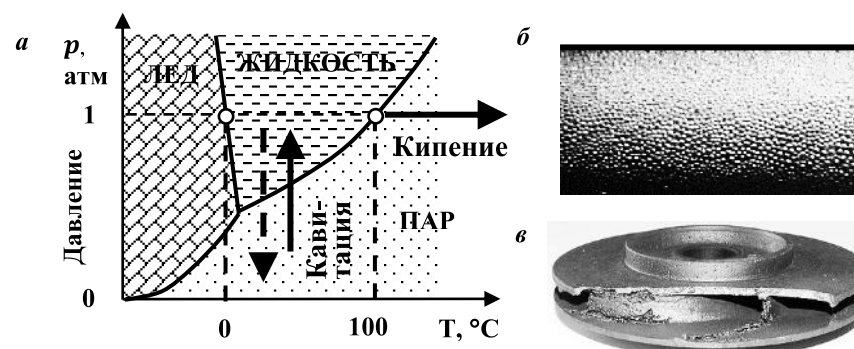 а
p,
атм
ЛЕД
ЖИДКОСТЬ
1
Кипение
Давление
Кави-
тация
ПАР
0
0
100
T, °C
б
в